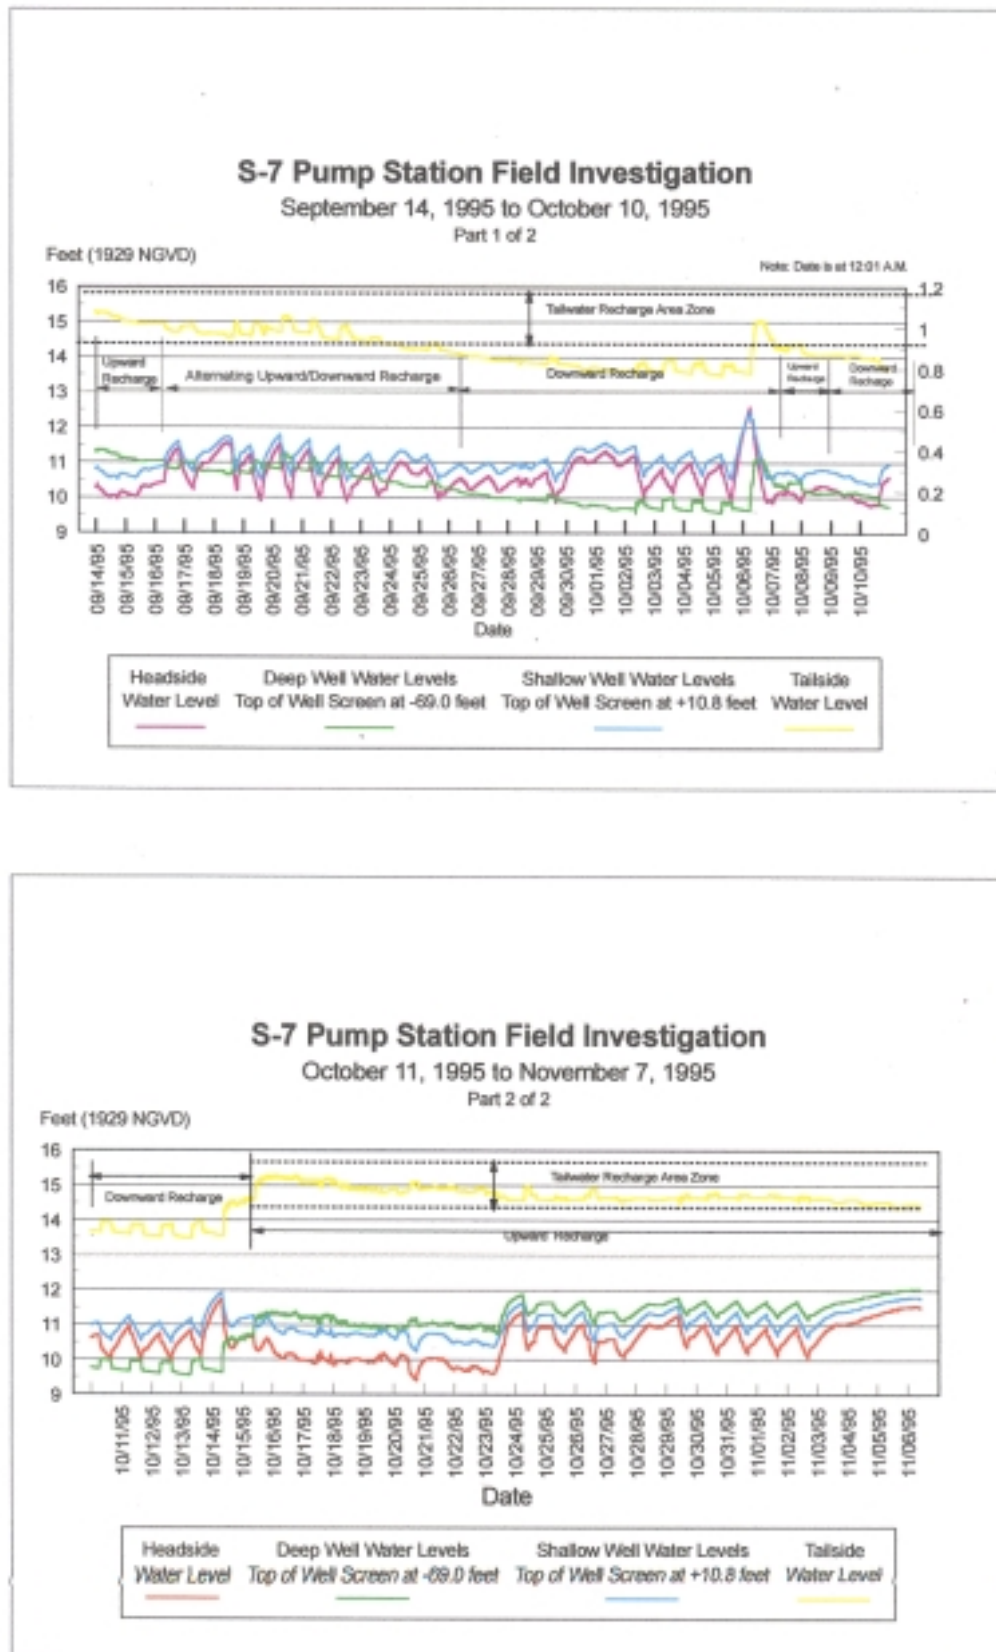 S-7 Pump Station Field Investigation
September 14, 1995 to October 10, 1995
Part 1 of 2
Feet (1929 NGVD)
Note: Date is at 12:01 A.M.
16
15
14
13
12
11
10
9
1.2
1
0.8
0.6
0.4
0.2
0
Tailwater Recharge Area Zone
Upward
Recharge
Alternating Upward/Downward Recharge
Downward Recharge
Upward
Recharge
Downward
Recharge
09/14/95
09/15/95
09/16/95
09/17/95
09/18/95
09/19/95
09/20/95
09/21/95
09/22/95
09/23/95
09/24/95
09/25/95
09/26/95
09/27/95
09/28/95
09/29/95
09/30/95
10/01/95
10/02/95
10/03/95
10/04/95
10/05/95
10/06/95
10/07/95
10/08/95
10/09/95
10/10/95
Date
Headside Deep Well Water Levels Shallow Well Water Levels Tailside
Water Level Top of Well Screen at -69.0 feet Top of Well Screen at +10.8 feet Water Level
S-7 Pump Station Field Investigation
October 11, 1995 to November 7, 1995
Part 2 of 2
Feet (1929 NGVD)
16
15
14
13
12
11
10
9
Tailwater Recharge Area Zone
Downward Recharge
Upward Recharge
10/11/95
10/12/95
10/13/95
10/14/95
10/15/95
10/16/95
10/17/95
10/18/95
10/19/95
10/20/95
10/21/95
10/22/95
10/23/95
10/24/95
10/25/95
10/26/95
10/27/95
10/28/95
10/29/95
10/30/95
10/31/95
11/01/95
11/02/95
11/03/95
11/04/95
11/05/95
11/06/95
Date
Headside Deep Well Water Levels Shallow Well Water Levels Tailside
Water Level Top of Well Screen at -69.0 feet Top of Well Screen at +10.8 feet Water Level